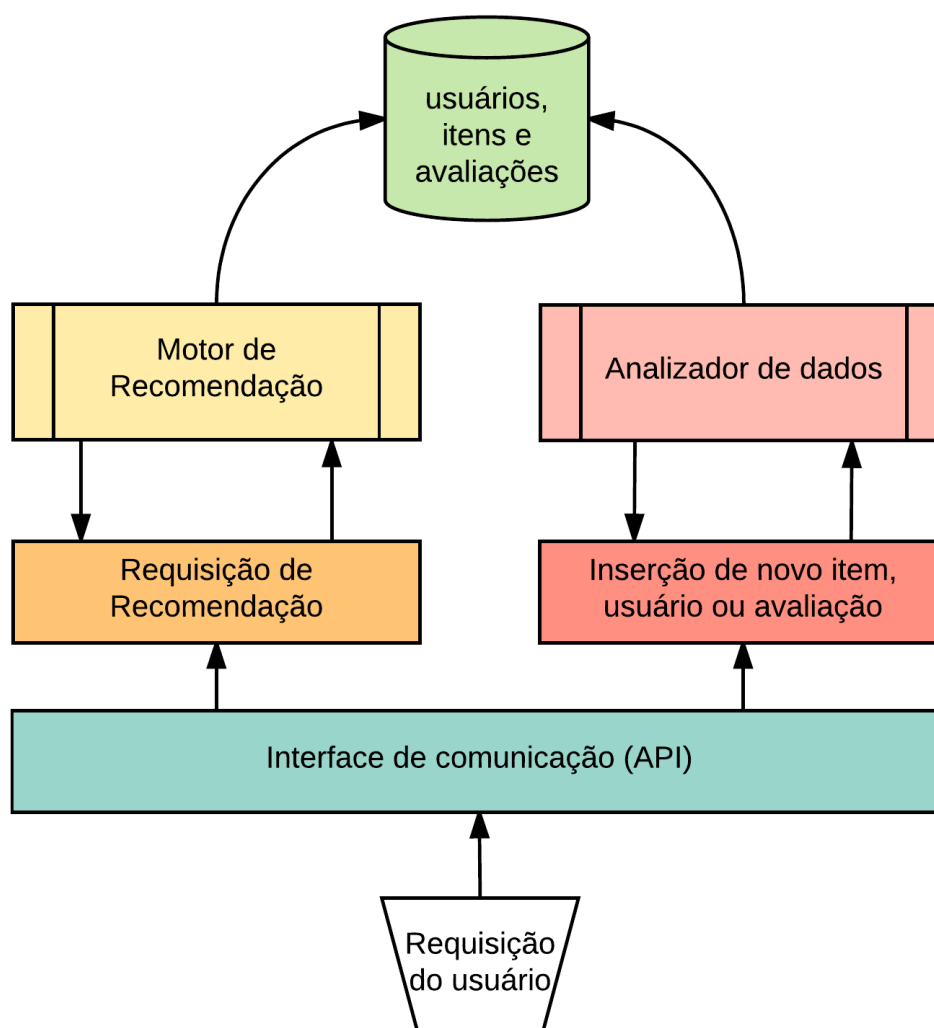 usuários,
itens e
avaliações
Motor de
Recomendação
Analizador de dados
Requisição de
Recomendação
Inserção de novo item,
usuário ou avaliação
Interface de comunicação (API)
Requisição
do usuário